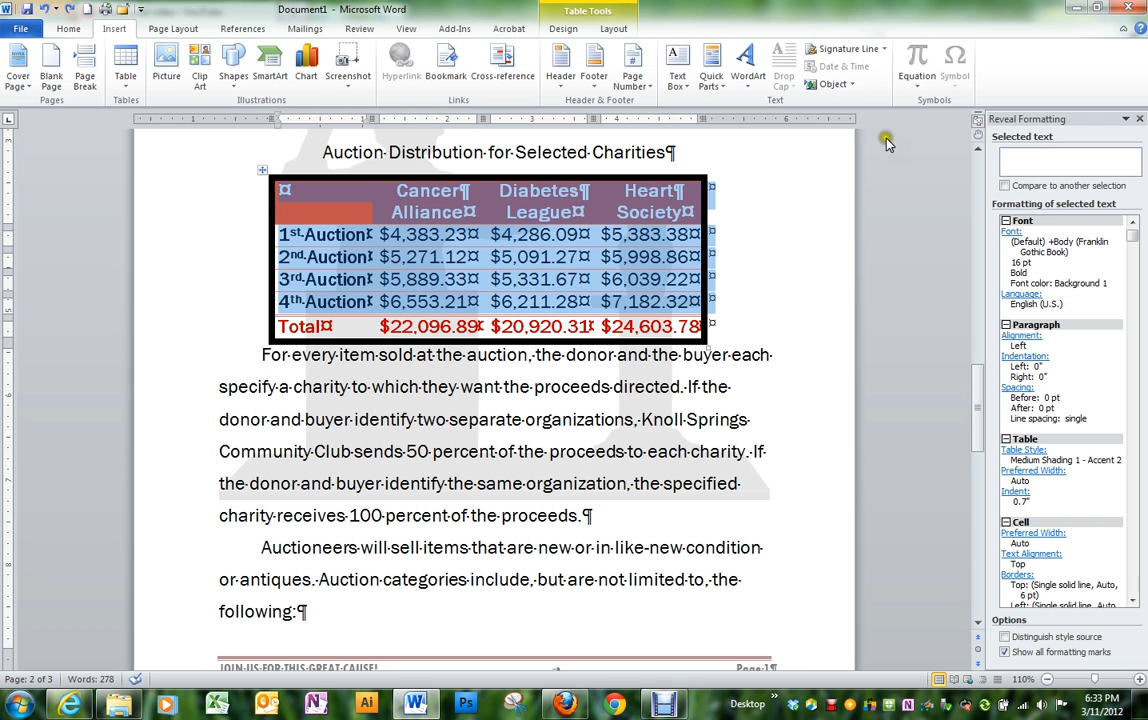 Document1 - Microsoft Word
Table Tools
File Home Insert Page Layout References Mailings Review View Add-Ins Acrobat Design Layout
Cover Page Blank Page Page Break Table Picture Clip Art Shapes SmartArt Chart Screenshot Hyperlink Bookmark Cross-reference Header Footer Page Number Text Box Quick Parts WordArt Drop Cap Signature Line Date & Time Object Equation Symbol
Pages Tables Illustrations Links Header & Footer Text Symbols
Reveal Formatting
Selected text
Compare to another selection
Formatting of selected text
Font
Font:
(Default) +Body (Franklin Gothic Book)
16 pt
Bold
Font color: Background 1
Language:
English (U.S.)
Paragraph
Alignment:
Left
Indentation:
Left: 0"
Right: 0"
Spacing:
Before: 0 pt
After: 0 pt
Line spacing: single
Table
Table Style:
Medium Shading 1 - Accent 2
Preferred Width:
Auto
Indent:
0.7"
Cell
Preferred Width:
Auto
Text Alignment:
Top
Borders:
Top: (Single solid line, Auto, 6 pt)
Left: (Single solid line, Auto,
Options
Distinguish style source
Show all formatting marks
Auction·Distribution·for·Selected·Charities¶
¤ Cancer¶ Diabetes¶ Heart¶
Alliance¤ League¤ Society¤
1st·Auction¤ $4,383.23¤ $4,286.09¤ $5,383.38¤ ¤
2nd·Auction¤ $5,271.12¤ $5,091.27¤ $5,998.86¤ ¤
3rd·Auction¤ $5,889.33¤ $5,331.67¤ $6,039.22¤ ¤
4th·Auction¤ $6,553.21¤ $6,211.28¤ $7,182.32¤ ¤
Total¤ $22,096.89¤ $20,920.31¤ $24,603.78 ¤
For·every·item·sold·at·the·auction,·the·donor·and·the·buyer·each·
specify·a·charity·to·which·they·want·the·proceeds·directed.·If·the·
donor·and·buyer·identify·two·separate·organizations,·Knoll·Springs·
Community·Club·sends·50·percent·of·the·proceeds·to·each·charity.·If·
the·donor·and·buyer·identify·the·same·organization,·the·specified·
charity·receives·100·percent·of·the·proceeds.¶
Auctioneers·will·sell·items·that·are·new·or·in·like-new·condition·
or·antiques.·Auction·categories·include,·but·are·not·limited·to,·the·
following:¶
JOIN·US·FOR·THIS·GREAT·CAUSE! → Page·1¶
Page: 2 of 3 Words: 278 110%
Desktop 6:33 PM
3/11/2012